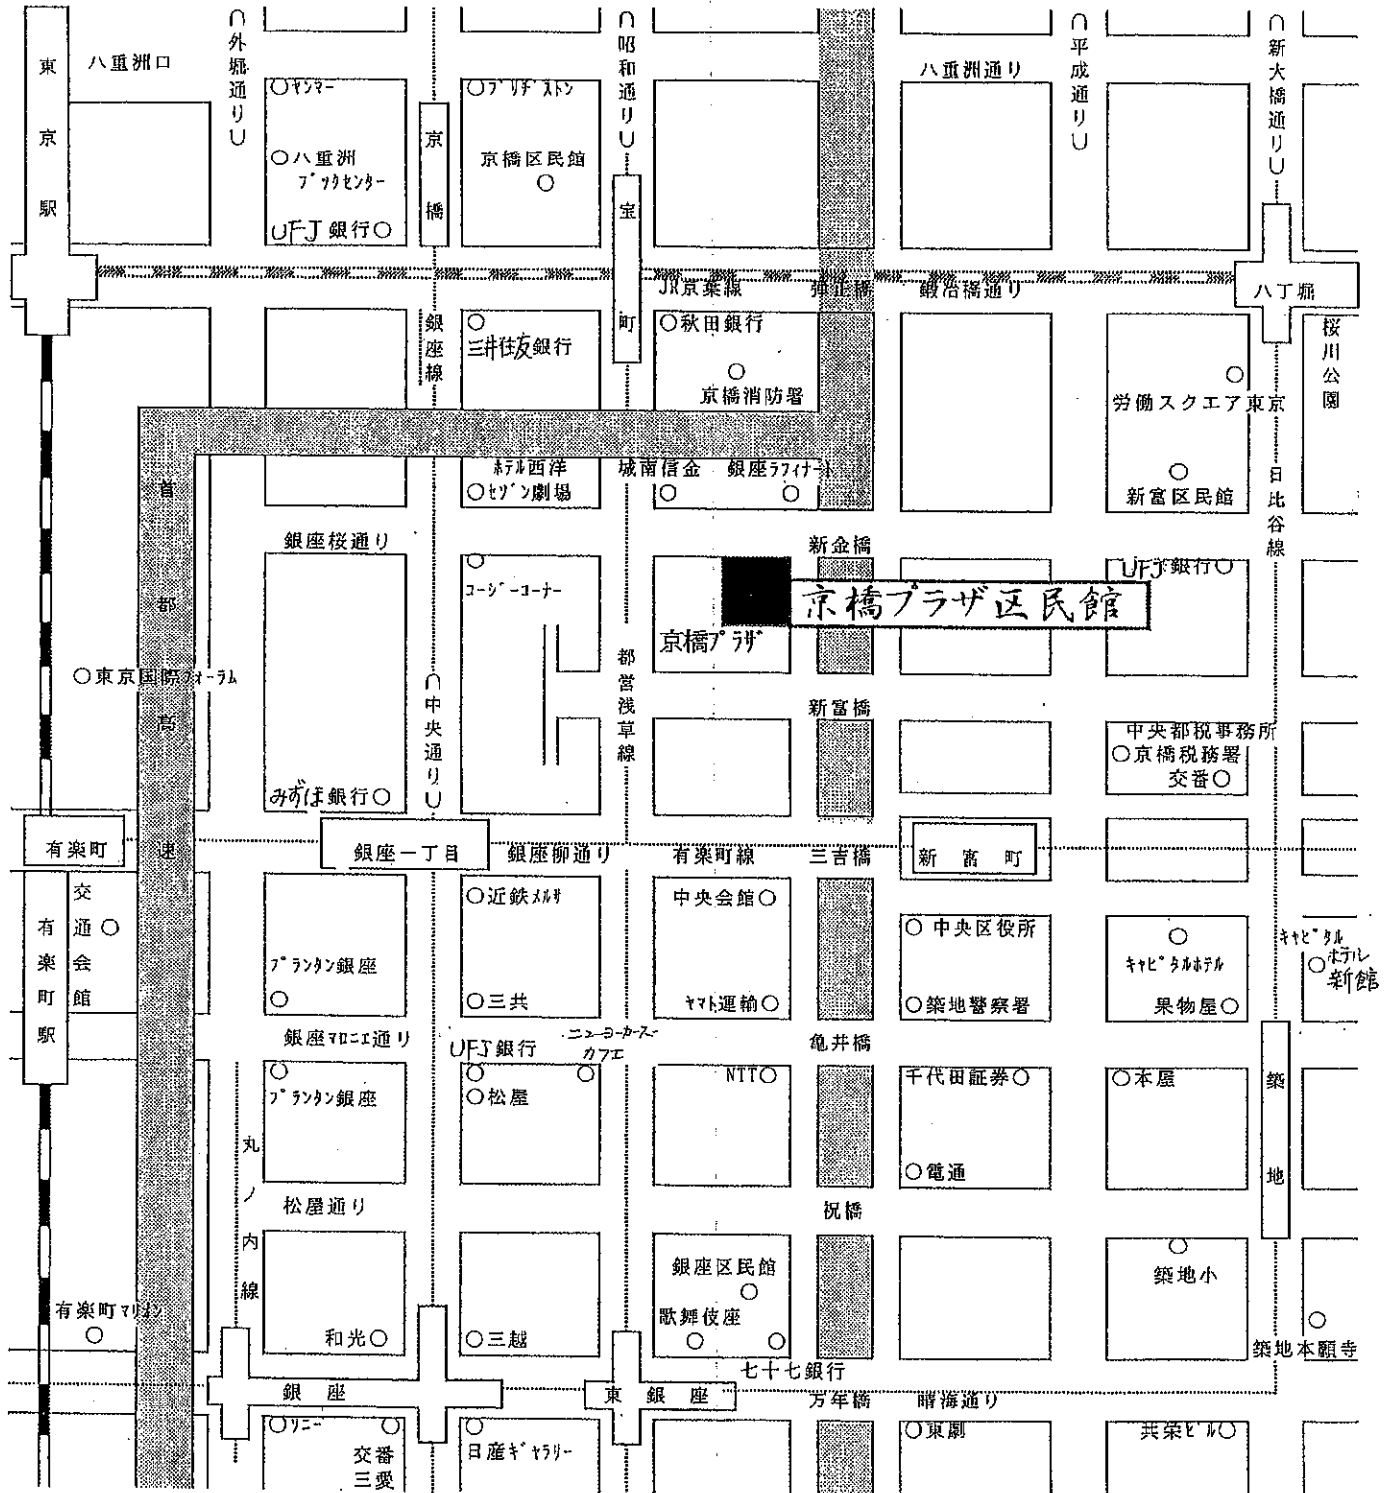 東京駅
八重洲口
外堀通り
昭和通り
八重洲通り
平成通り
新大橋通り
ヤンマー
八重洲
ブックセンター
UFJ銀行
京橋
ブリヂストン
京橋区民館
宝町
JR京葉線
弾正橋
鍛冶橋通り
八丁堀
銀座線
三井住友銀行
秋田銀行
京橋消防署
労働スクエア東京
桜川公園
ホテル西洋
セゾン劇場
城南信金
銀座ラフィナート
新富区民館
日比谷線
首都高速
銀座桜通り
コージーコーナー
新金橋
UFJ銀行
京橋プラザ区民館
京橋プラザ
東京国際フォーラム
中央通り
都営浅草線
新富橋
中央都税事務所
京橋税務署
交番
みずほ銀行
有楽町
銀座一丁目
銀座柳通り
有楽町線
三吉橋
新富町
交通会館
有楽町駅
近鉄メルサ
中央会館
中央区役所
キャピタルホテル
キャピタル
ホテル
新館
プランタン銀座
三共
ヤマト運輸
築地警察署
果物屋
銀座マロニエ通り
UFJ銀行
ニューヨーカーズ
カフェ
亀井橋
プランタン銀座
松屋
NTT
千代田証券
本屋
築地
丸ノ内線
電通
松屋通り
祝橋
銀座区民館
築地小
有楽町マリオン
和光
三越
歌舞伎座
築地本願寺
七十七銀行
銀座
東銀座
万年橋
晴海通り
ソニー
交番
三愛
日産ギャラリー
東劇
共栄ビル